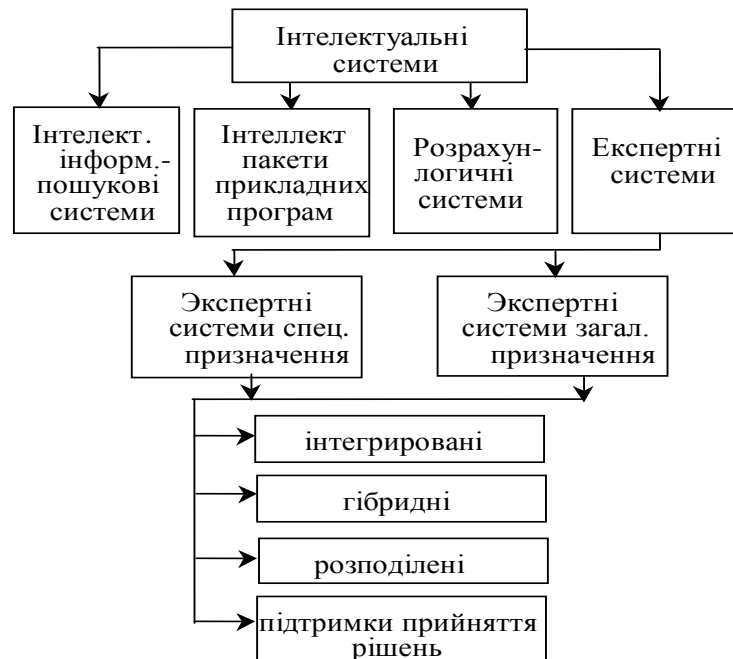 Інтелектуальні
системи
Інтелект.
інформ.-
пошукові
системи
Інтеллект
пакети
прикладних
програм
Розрахун-
логичні
системи
Експертні
системи
Экспертні
системи спец.
призначення
Экспертні
системи загал.
призначення
інтегрировані
гібридні
розподілені
підтримки прийняття
рішень